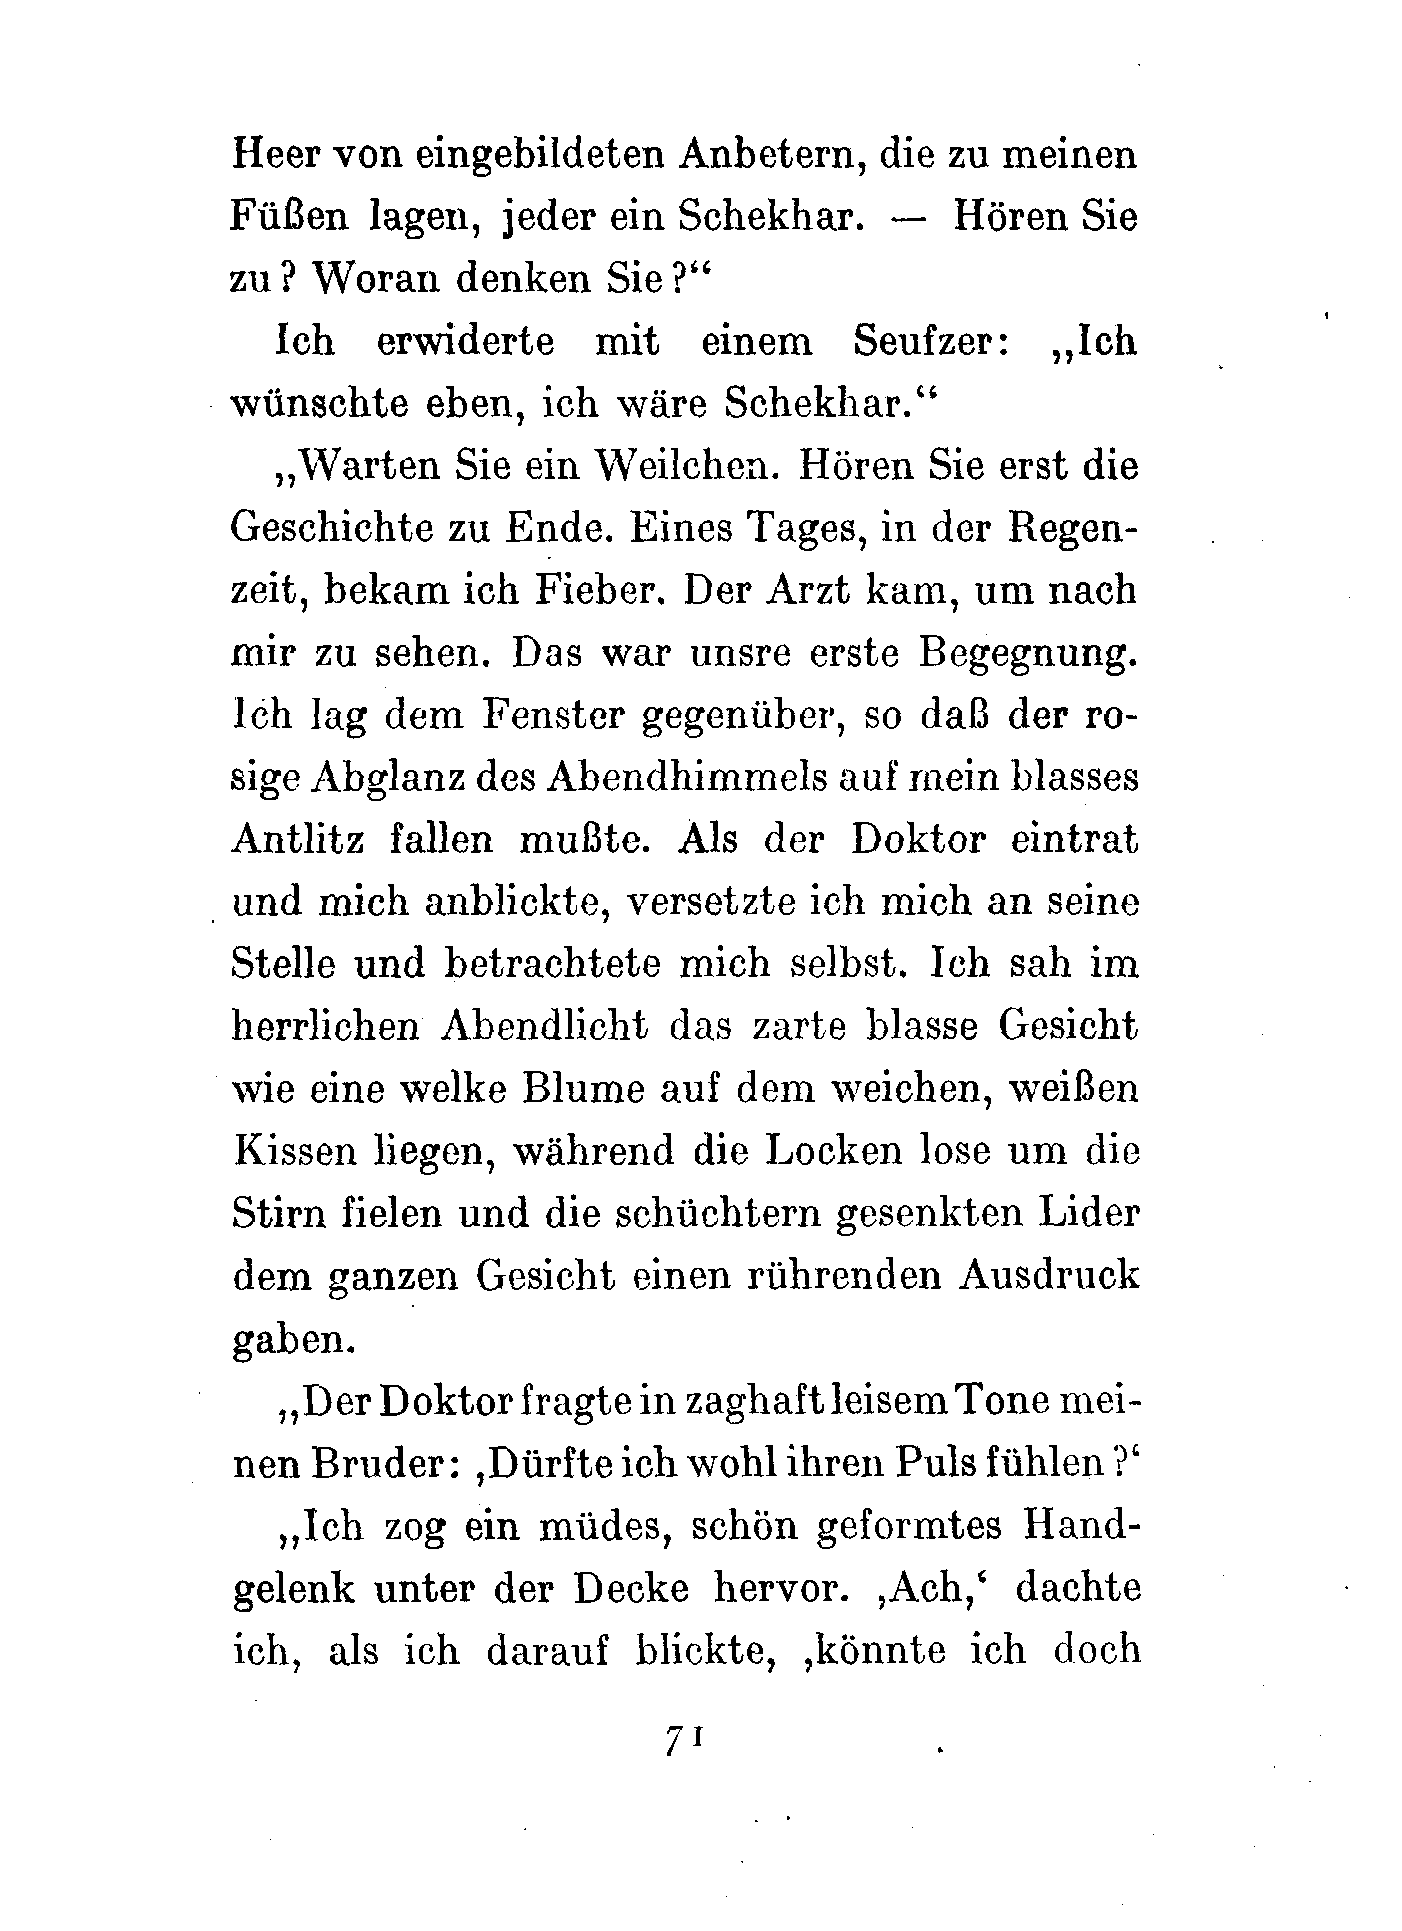 Heer von eingebildeten Anbetern, die zu meinen
Füßen lagen, jeder ein Schekhar. — Hören Sie
zu? Woran denken Sie?“
Ich erwiderte mit einem Seufzer: „Ich
wünschte eben, ich wäre Schekhar.“
„Warten Sie ein Weilchen. Hören Sie erst die
Geschichte zu Ende. Eines Tages, in der Regen-
zeit, bekam ich Fieber. Der Arzt kam, um nach
mir zu sehen. Das war unsre erste Begegnung.
Ich lag dem Fenster gegenüber, so daß der ro-
sige Abglanz des Abendhimmels auf mein blasses
Antlitz fallen mußte. Als der Doktor eintrat
und mich anblickte, versetzte ich mich an seine
Stelle und betrachtete mich selbst. Ich sah im
herrlichen Abendlicht das zarte blasse Gesicht
wie eine welke Blume auf dem weichen, weißen
Kissen liegen, während die Locken lose um die
Stirn fielen und die schüchtern gesenkten Lider
dem ganzen Gesicht einen rührenden Ausdruck
gaben.
„Der Doktor fragte in zaghaft leisem Tone mei-
nen Bruder: ‚Dürfte ich wohl ihren Puls fühlen?‘
„Ich zog ein müdes, schön geformtes Hand-
gelenk unter der Decke hervor. ‚Ach,‘ dachte
ich, als ich darauf blickte, ‚könnte ich doch
71